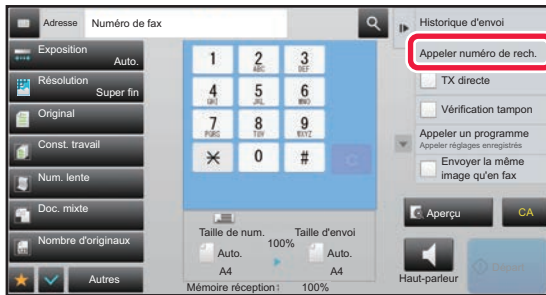 Adresse
Numéro de fax
Exposition
Auto.
Résolution
Super fin
Original
Const. travail
Num. lente
Doc. mixte
Nombre d'originaux
Autres
1
2
ABC
3
DEF
4
GHI
5
JKL
6
MNO
7
PQRS
8
TUV
9
WXYZ
0
#
C
Taille de num.
100%
Taille d'envoi
Auto.
Auto.
A4
A4
Mémoire réception: 100%
Historique d'envoi
Appeler numéro de rech.
TX directe
Vérification tampon
Appeler un programme
Appeler réglages enregistrés
Envoyer la même
image qu'en fax
Aperçu
CA
Haut-parleur
Départ